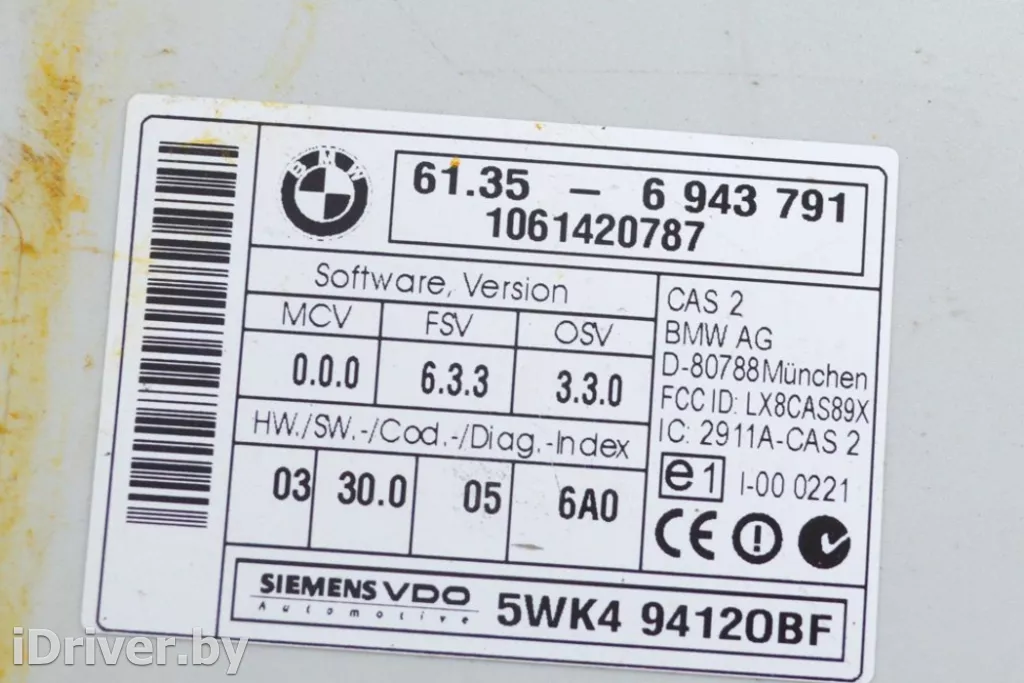 BMW
61.35 – 6 943 791
1061420787
Software, Version
MCV FSV OSV
0.0.0 6.3.3 3.3.0
HW./SW.-/Cod.-/Diag.-Index
03 30.0 05 6A0
CAS 2
BMW AG
D-80788 München
FCC ID: LX8CAS89X
IC: 2911A-CAS 2
e1 I-00 0221
CE
SIEMENS VDO
Automotive
5WK4 94120BF
iDriver.by